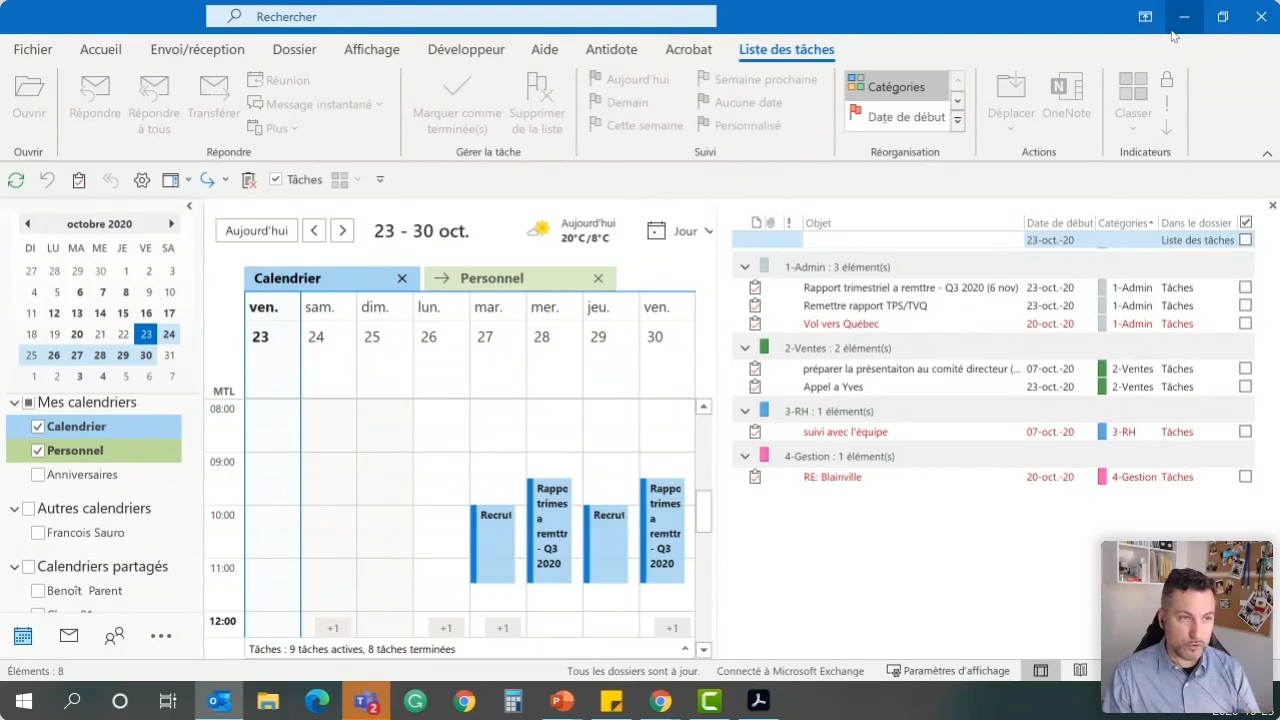 Rechercher
Fichier Accueil Envoi/réception Dossier Affichage Développeur Aide Antidote Acrobat Liste des tâches
Ouvrir
Répondre
Répondre à tous
Transférer
Réunion
Message instantané
Plus
Marquer comme terminée(s)
Supprimer de la liste
Aujourd'hui
Demain
Cette semaine
Semaine prochaine
Aucune date
Personnalisé
Catégories
Date de début
Déplacer
OneNote
Classer
Ouvrir Répondre Gérer la tâche Suivi Réorganisation Actions Indicateurs
Tâches
octobre 2020
DI LU MA ME JE VE SA
27 28 29 30 1 2 3
4 5 6 7 8 9 10
11 12 13 14 15 16 17
18 19 20 21 22 23 24
25 26 27 28 29 30 31
1 2 3 4 5 6 7
Mes calendriers
Calendrier
Personnel
Anniversaires
Autres calendriers
Francois Sauro
Calendriers partagés
Benoît Parent
Aujourd'hui
23 - 30 oct.
Aujourd'hui
20°C/8°C
Jour
Calendrier
Personnel
ven. sam. dim. lun. mar. mer. jeu. ven.
23 24 25 26 27 28 29 30
MTL
08:00
09:00
10:00
11:00
12:00
Recrut
Rappo
trimes
a
remttr
- Q3
2020
Recrut
Rappo
trimes
a
remttr
- Q3
2020
+1 +1 +1 +1
Tâches : 9 tâches actives, 8 tâches terminées
Objet Date de début Catégories Dans le dossier
23-oct.-20 Liste des tâches
1-Admin : 3 élément(s)
Rapport trimestriel a remttre - Q3 2020 (6 nov) 23-oct.-20 1-Admin Tâches
Remettre rapport TPS/TVQ 23-oct.-20 1-Admin Tâches
Vol vers Québec 20-oct.-20 1-Admin Tâches
2-Ventes : 2 élément(s)
préparer la présentaiton au comité directeur (... 07-oct.-20 2-Ventes Tâches
Appel a Yves 23-oct.-20 2-Ventes Tâches
3-RH : 1 élément(s)
suivi avec l'équipe 07-oct.-20 3-RH Tâches
4-Gestion : 1 élément(s)
RE: Blainville 20-oct.-20 4-Gestion Tâches
Éléments : 8
Tous les dossiers sont à jour. Connecté à Microsoft Exchange Paramètres d'affichage
2